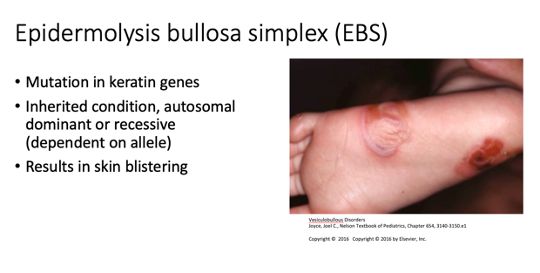 Epidermolysis bullosa simplex (EBS)
• Mutation in keratin genes
• Inherited condition, autosomal
dominant or recessive
(dependent on allele)
• Results in skin blistering
Vesiculobullous Disorders
Joyce, Joel C., Nelson Textbook of Pediatrics, Chapter 654, 3140-3150.e1
Copyright © 2016 Copyright © 2016 by Elsevier, Inc.